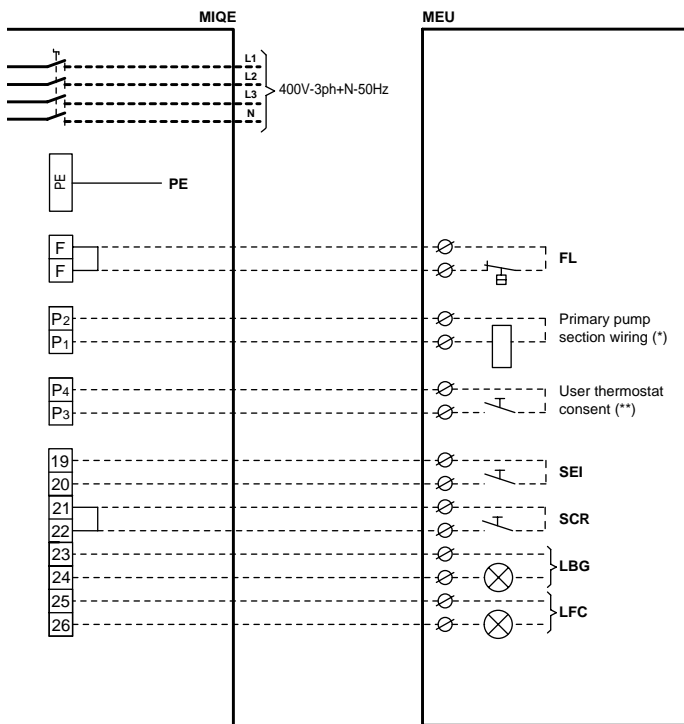 MIQE
MEU
L1
L2
L3
N
400V-3ph+N-50Hz
PE
PE
F
F
FL
P2
P1
Primary pump
section wiring (*)
P4
P3
User thermostat
consent (**)
19
20
SEI
21
22
SCR
23
24
LBG
25
26
LFC